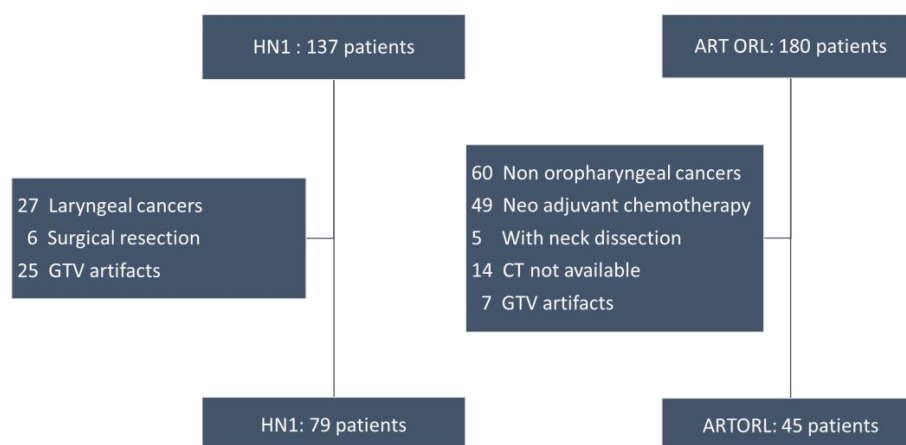 HN1 : 137 patients
27 Laryngeal cancers
6 Surgical resection
25 GTV artifacts
HN1: 79 patients
ART ORL: 180 patients
60 Non oropharyngeal cancers
49 Neo adjuvant chemotherapy
5 With neck dissection
14 CT not available
7 GTV artifacts
ARTORL: 45 patients